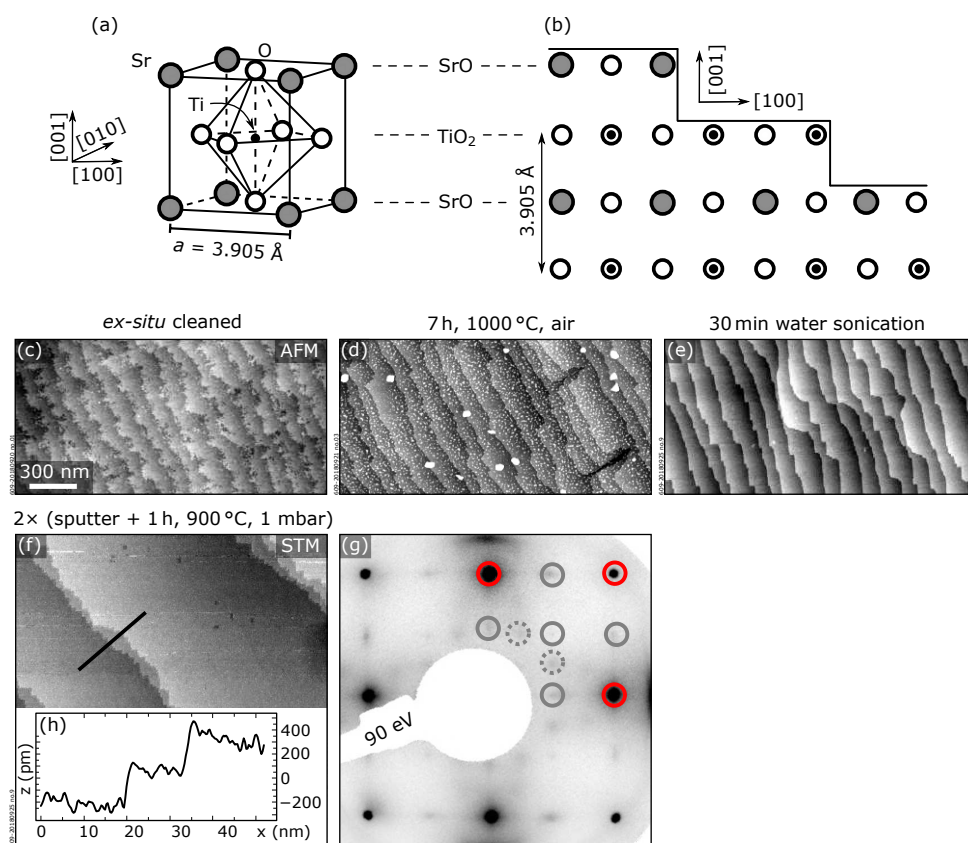 (a)
(b)
Sr
O
Ti
[001]
[010]
[100]
a = 3.905 Å
SrO
TiO₂
SrO
[001]
[100]
3.905 Å
ex-situ cleaned
7 h, 1000 °C, air
30 min water sonication
(c)
AFM
300 nm
(d)
(e)
2× (sputter + 1 h, 900 °C, 1 mbar)
(f)
STM
(g)
90 eV
(h)
z (pm)
400
200
0
−200
0
10
20
30
x (nm)